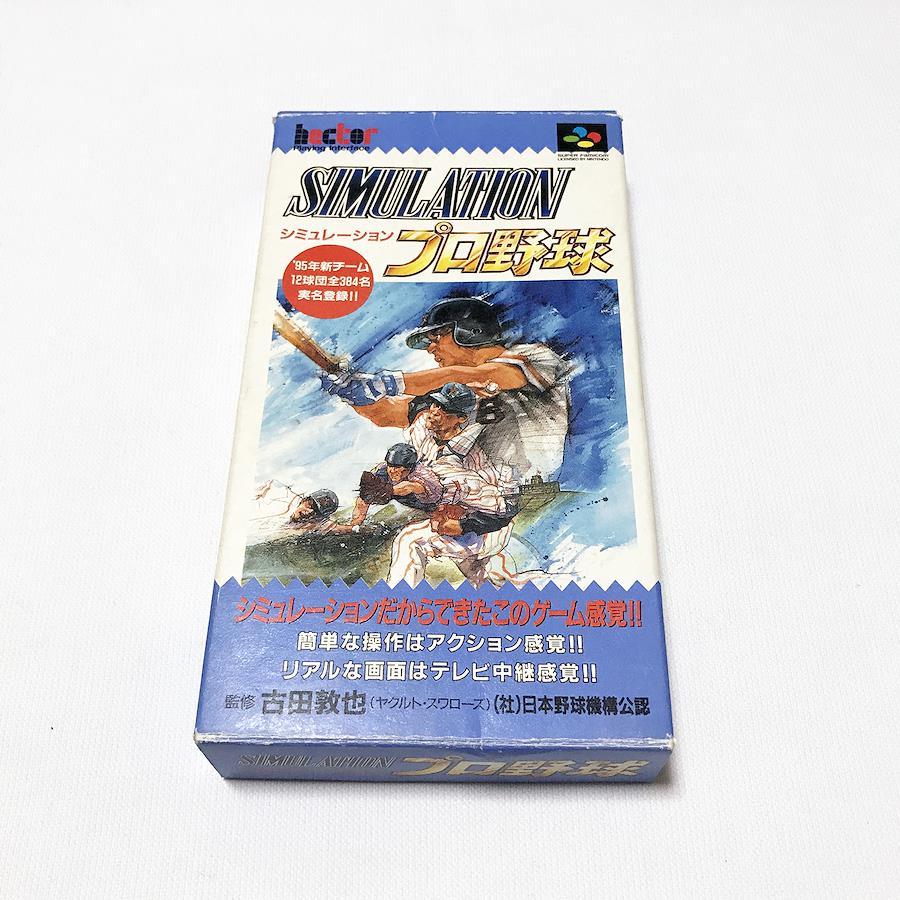 hector
Playing Interface
SUPER FAMICOM
LICENSED BY NINTENDO
SIMULATION
シミュレーション プロ野球
'95年新チーム
12球団全384名
実名登録!!
シミュレーションだからできたこのゲーム感覚!!
簡単な操作はアクション感覚!!
リアルな画面はテレビ中継感覚!!
監修 古田敦也(ヤクルト・スワローズ) (社)日本野球機構公認
SIMULATION プロ野球